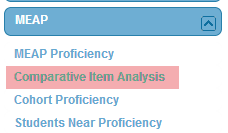 MEAP
MEAP Proficiency
Comparative Item Analysis
Cohort Proficiency
Students Near Proficiency